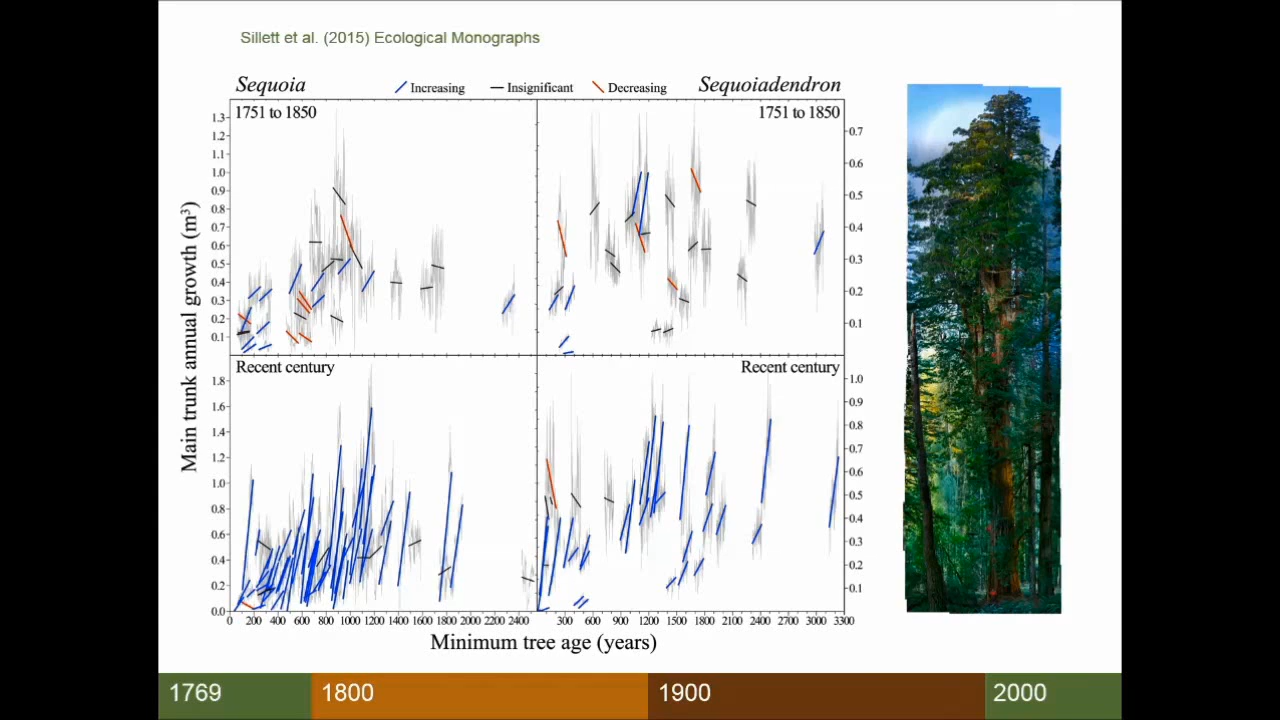 Sillett et al. (2015) Ecological Monographs
Sequoia
Increasing
Insignificant
Decreasing
Sequoiadendron
1751 to 1850
1751 to 1850
1.3
1.2
1.1
1.0
0.9
0.8
0.7
0.6
0.5
0.4
0.3
0.2
0.1
0.7
0.6
0.5
0.4
0.3
0.2
0.1
Main trunk annual growth (m³)
Recent century
Recent century
1.8
1.6
1.4
1.2
1.0
0.8
0.6
0.4
0.2
0.0
1.0
0.9
0.8
0.7
0.6
0.5
0.4
0.3
0.2
0.1
0 200 400 600 800 1000 1200 1400 1600 1800 2000 2200 2400
300 600 900 1200 1500 1800 2100 2400 2700 3000 3300
Minimum tree age (years)
1769 1800 1900 2000